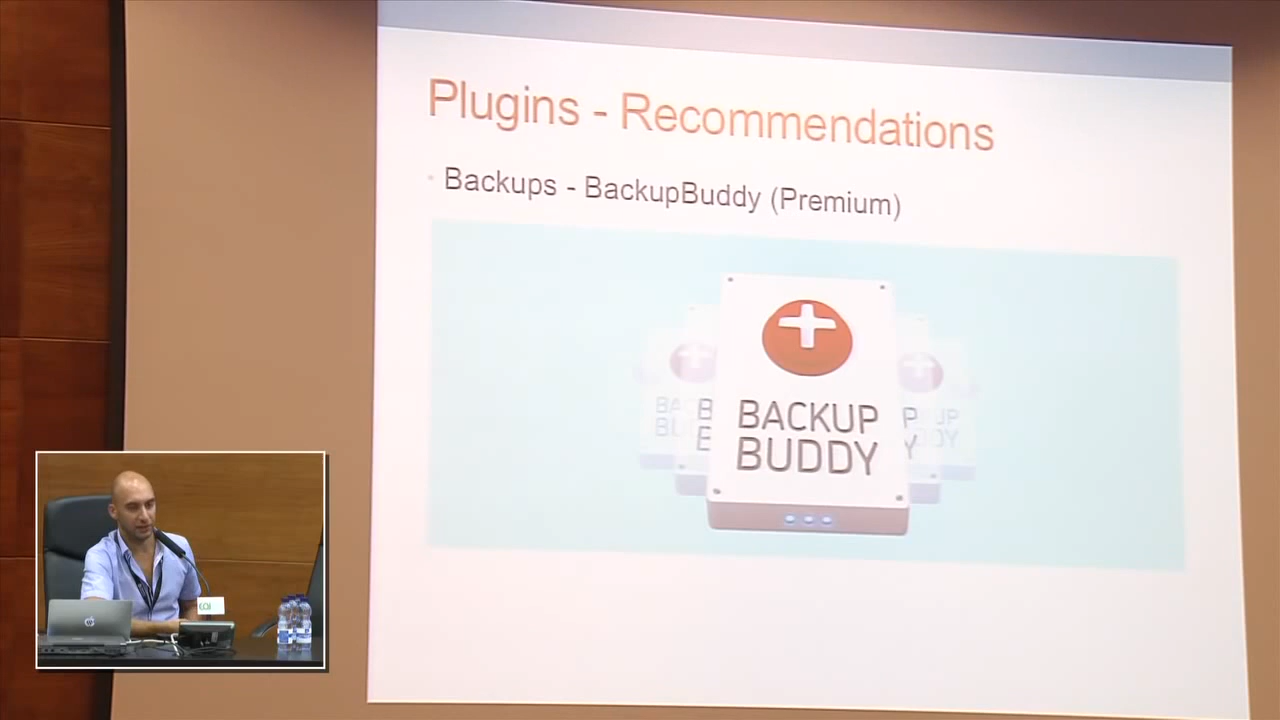 Plugins - Recommendations
Backups - BackupBuddy (Premium)
BACKUP
BUDDY